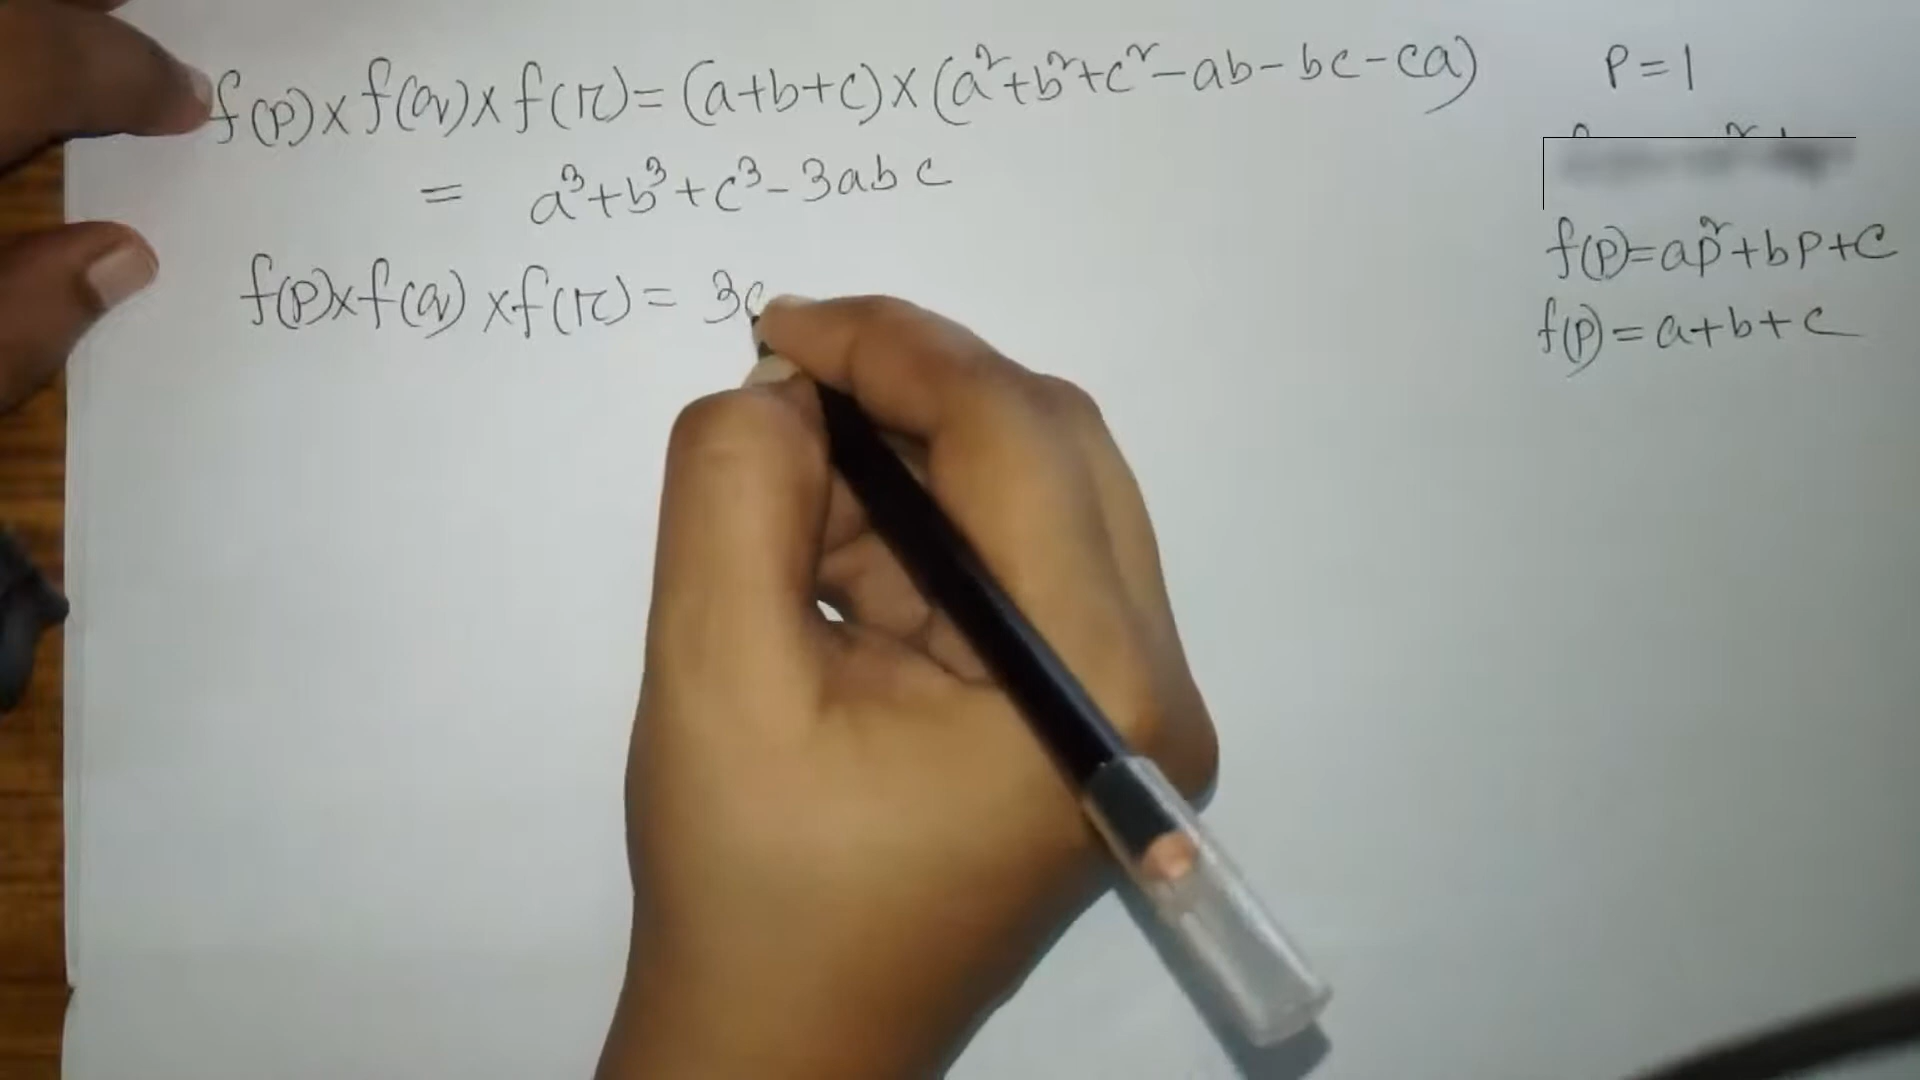 f(p)×f(q)×f(r)=(a+b+c)×(a²+b²+c²-ab-bc-ca)
= a³+b³+c³-3abc
f(p)×f(q)×f(r)= 3
p=1
f(p)=ap²+bp+c
f(p)=a+b+c